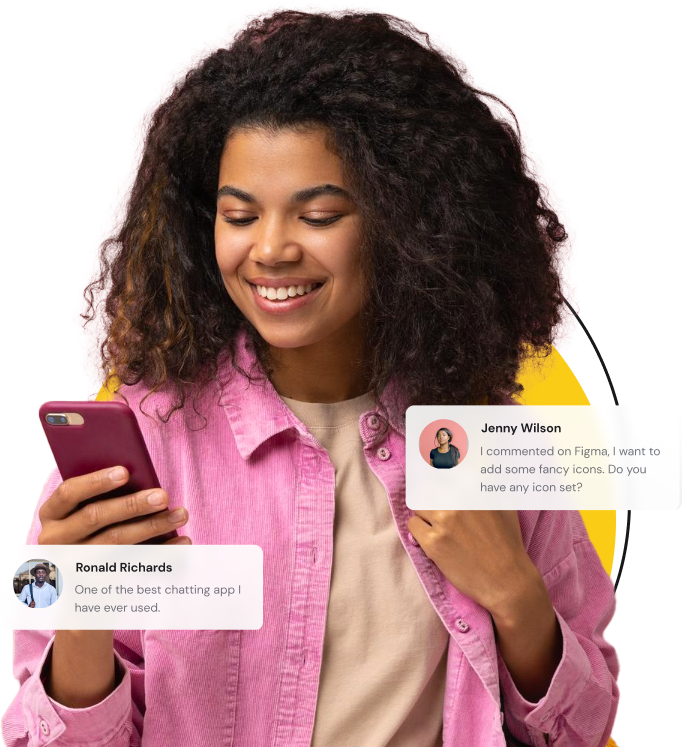 Jenny Wilson
I commented on Figma, I want to
add some fancy icons. Do you
have any icon set?
Ronald Richards
One of the best chatting app I
have ever used.